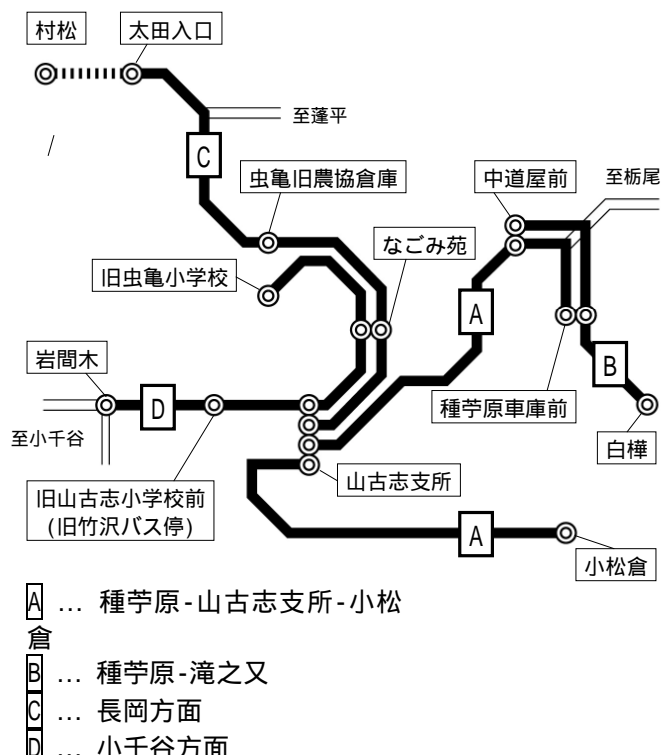 村松
太田入口
至蓬平
C
虫亀旧農協倉庫
中道屋前
至栃尾
なごみ苑
旧虫亀小学校
A
岩間木
B
D
種苧原車庫前
至小千谷
白樺
山古志支所
旧山古志小学校前
(旧竹沢バス停)
A
小松倉
A … 種苧原-山古志支所-小松
倉
B … 種苧原-滝之又
C … 長岡方面
D … 小千谷方面